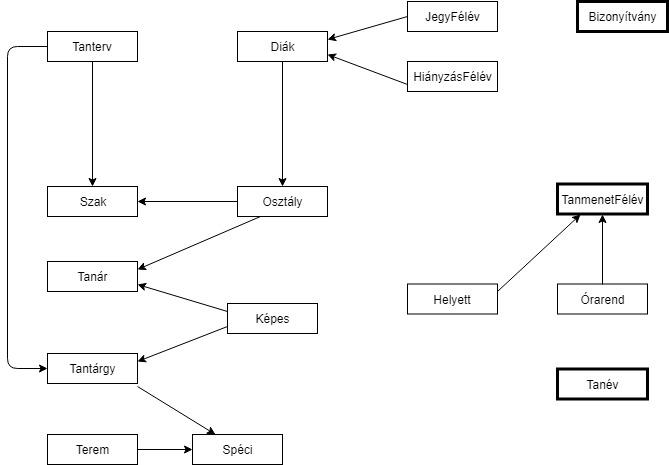 JegyFélév
Bizonyítvány
Tanterv
Diák
HiányzásFélév
Szak
Osztály
TanmenetFélév
Tanár
Helyett
Órarend
Képes
Tantárgy
Tanév
Terem
Spéci